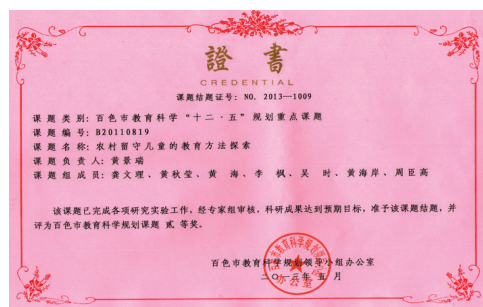 證書
CREDENTIAL
课题结题证号：NO. 2013—1009
课题类别：百色市教育科学“十二·五”规划重点课题
课题编号：B20110819
课题名称：农村留守儿童的教育方法探索
课题负责人：黄景瑞
课题组成员：龚文理、黄秋莹、黄 海、李 枫、吴 时、黄海岸、周臣高
该课题已完成各项研究实验工作，经专家组审核，科研成果达到预期目标，准予该课题结题，并
评为百色市教育科学规划课题 贰 等奖。
百色市教育科学规划领导小组办公室
二〇一三年 五 月